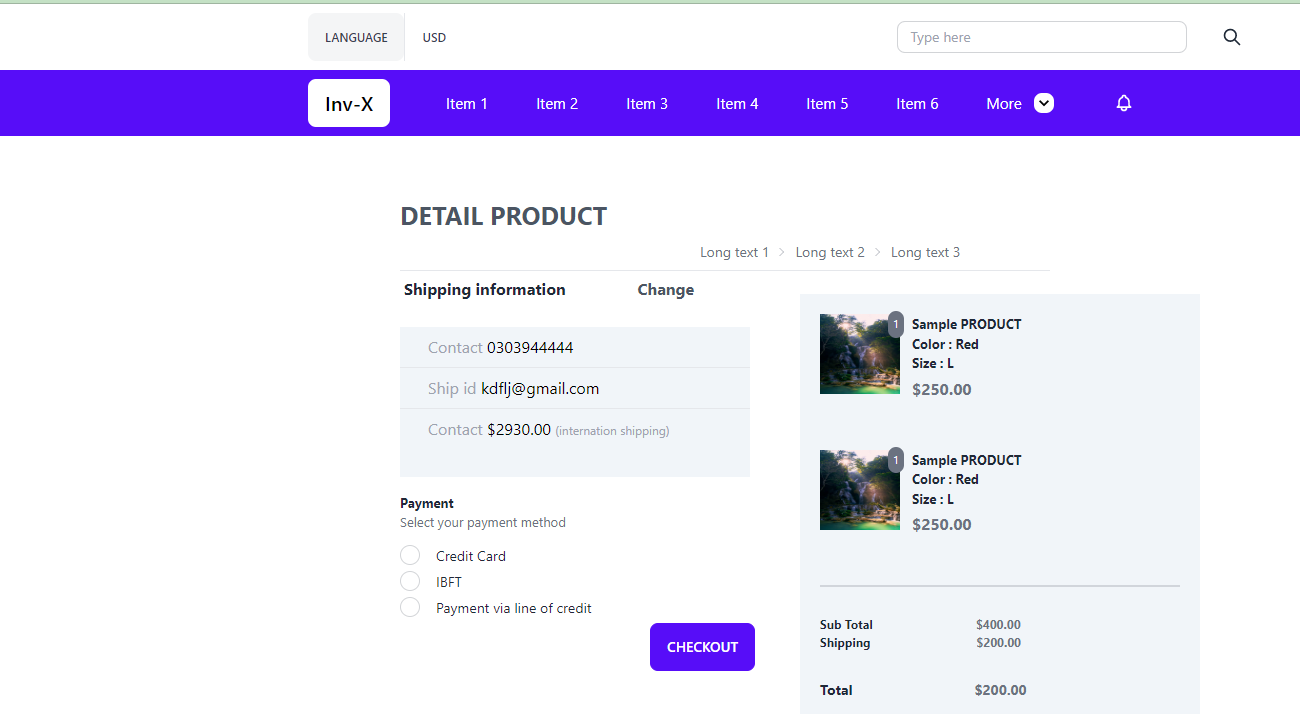 LANGUAGE USD Type here
Inv-X Item 1 Item 2 Item 3 Item 4 Item 5 Item 6 More
DETAIL PRODUCT
Long text 1 Long text 2 Long text 3
Shipping information Change
Contact 0303944444
Ship id kdflj@gmail.com
Contact $2930.00 (internation shipping)
Payment
Select your payment method
Credit Card
IBFT
Payment via line of credit
CHECKOUT
1
Sample PRODUCT
Color : Red
Size : L
$250.00
1
Sample PRODUCT
Color : Red
Size : L
$250.00
Sub Total $400.00
Shipping $200.00
Total $200.00